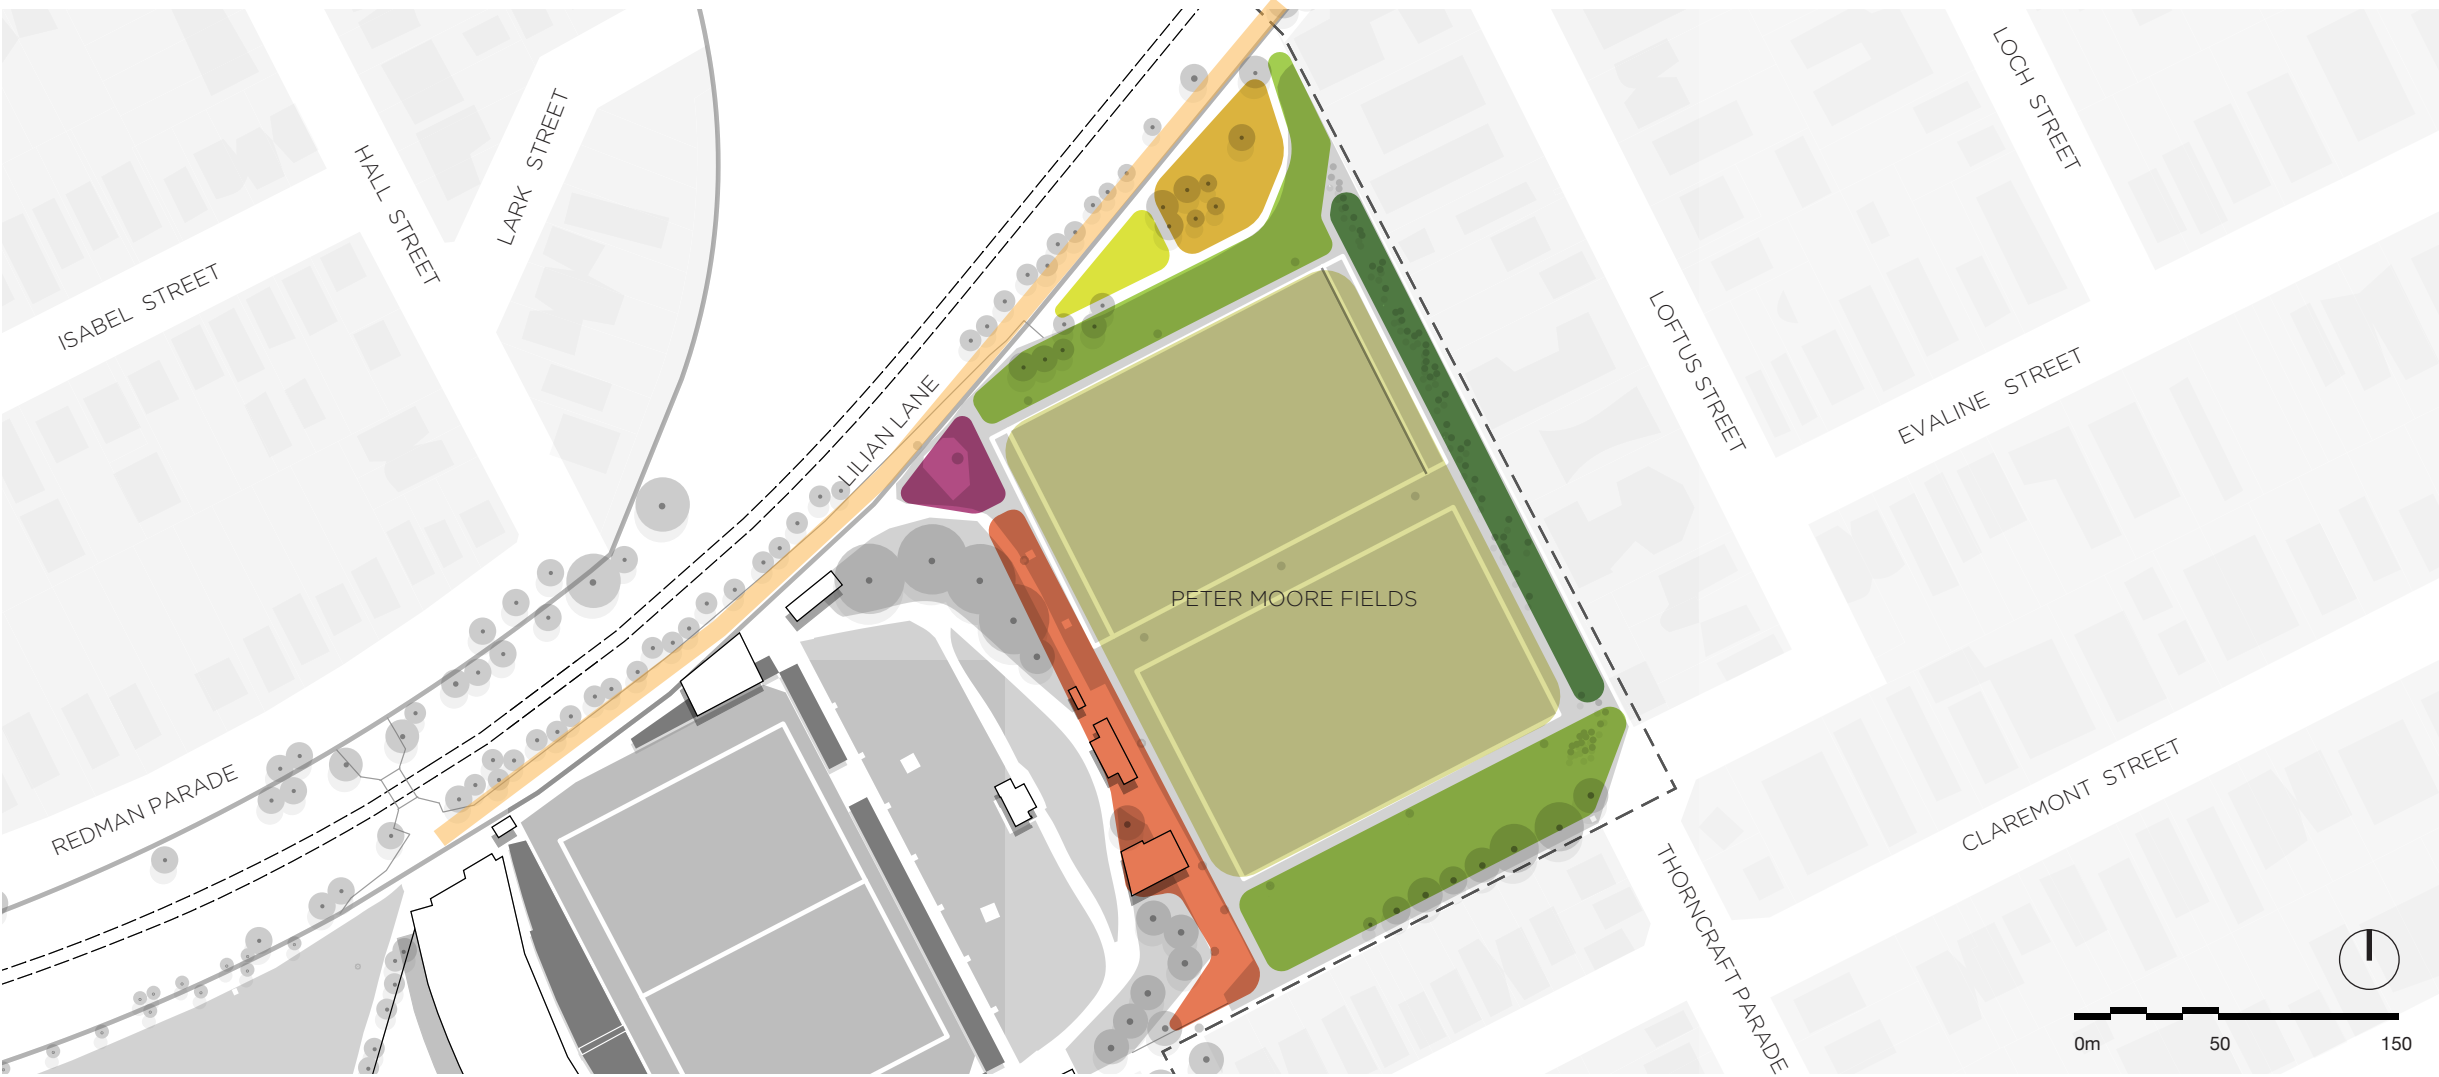 LOCH STREET
HALL STREET
LARK STREET
ISABEL STREET
LOFTUS STREET
EVALINE STREET
LILIAN LANE
PETER MOORE FIELDS
REDMAN PARADE
CLAREMONT STREET
THORNCRAFT PARADE
0m 50 150